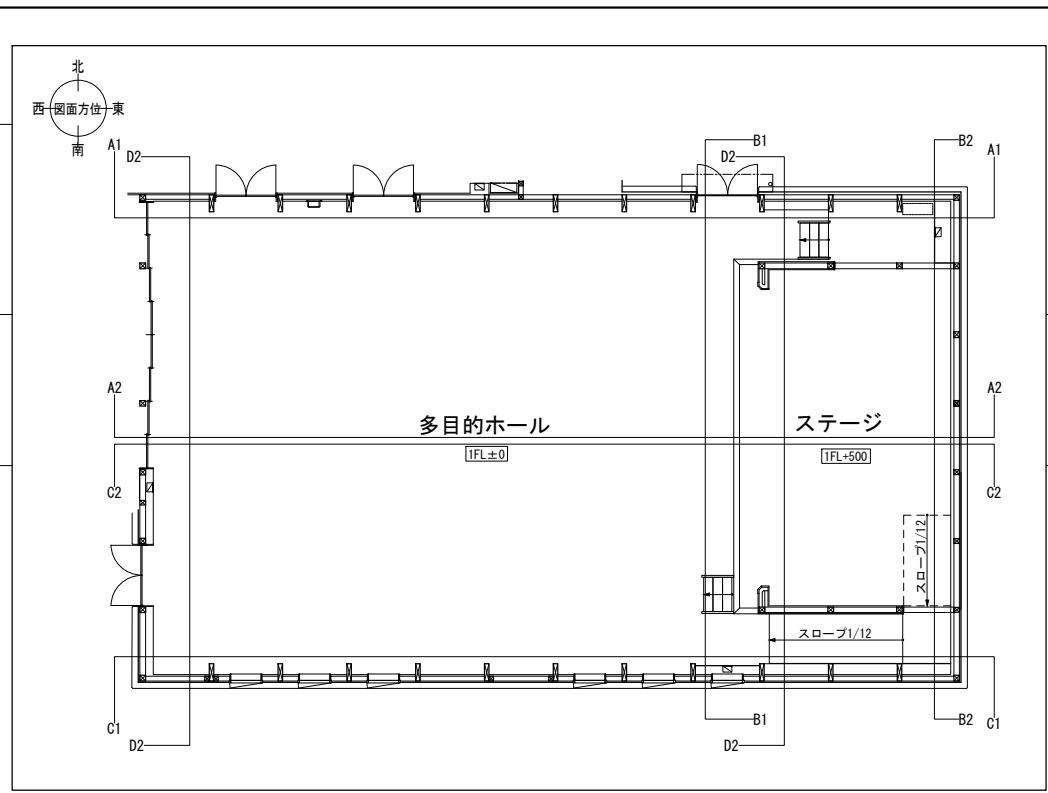 北
西 図面方位 東
南
A1
D2
B1
D2
B2
A1
A2
A2
多目的ホール
ステージ
1FL±0
1FL+500
C2
C2
スロープ1/12
スロープ1/12
C1
D2
B1
D2
B2
C1